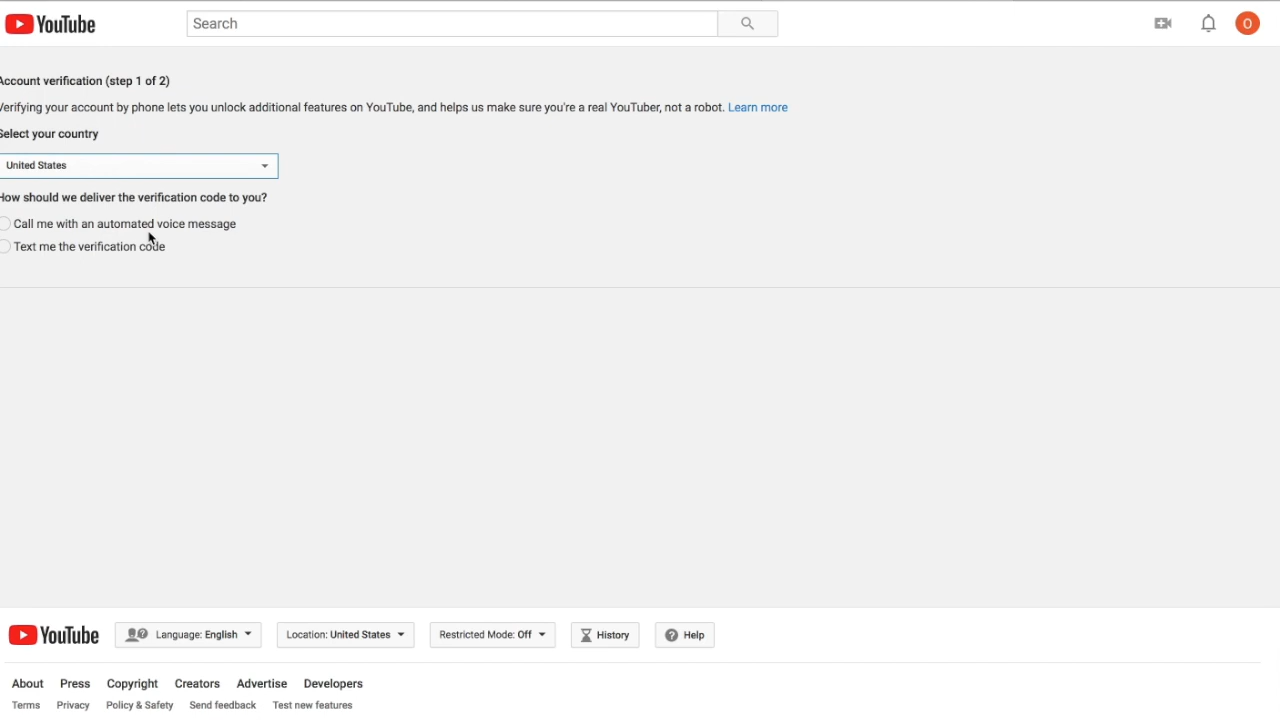 YouTube
Search
O
Account verification (step 1 of 2)
Verifying your account by phone lets you unlock additional features on YouTube, and helps us make sure you're a real YouTuber, not a robot. Learn more
Select your country
United States
How should we deliver the verification code to you?
Call me with an automated voice message
Text me the verification code
YouTube Language: English Location: United States Restricted Mode: Off History Help
About Press Copyright Creators Advertise Developers
Terms Privacy Policy & Safety Send feedback Test new features